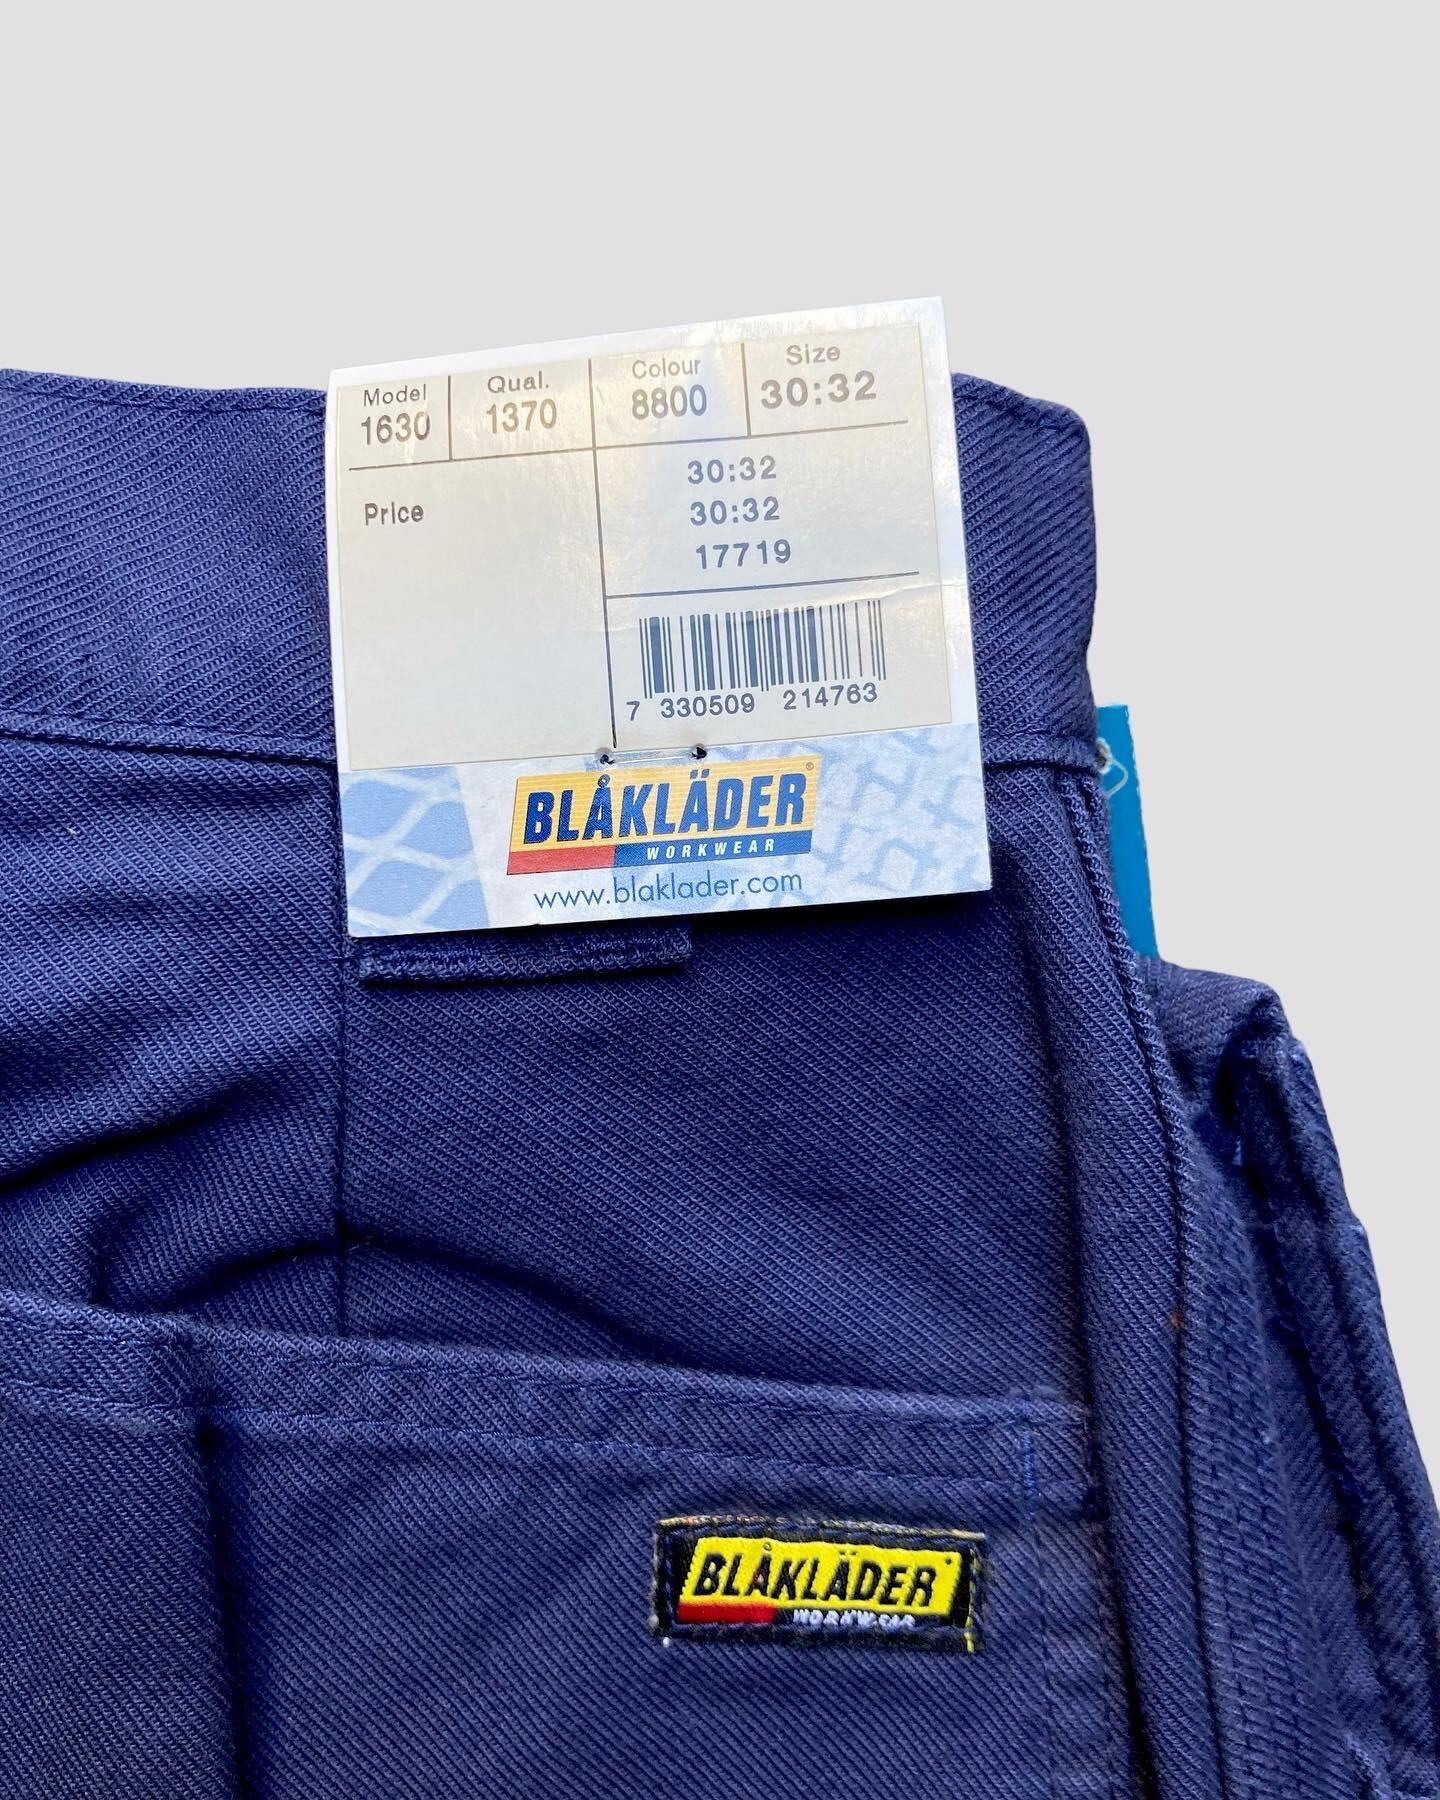 Model Qual. Colour Size
1630 1370 8800 30:32
30:32
Price 30:32
17719
7 330509 214763
BLÅKLÄDER®
WORKWEAR
www.blaklader.com
BLÅKLÄDER
WORKWEAR